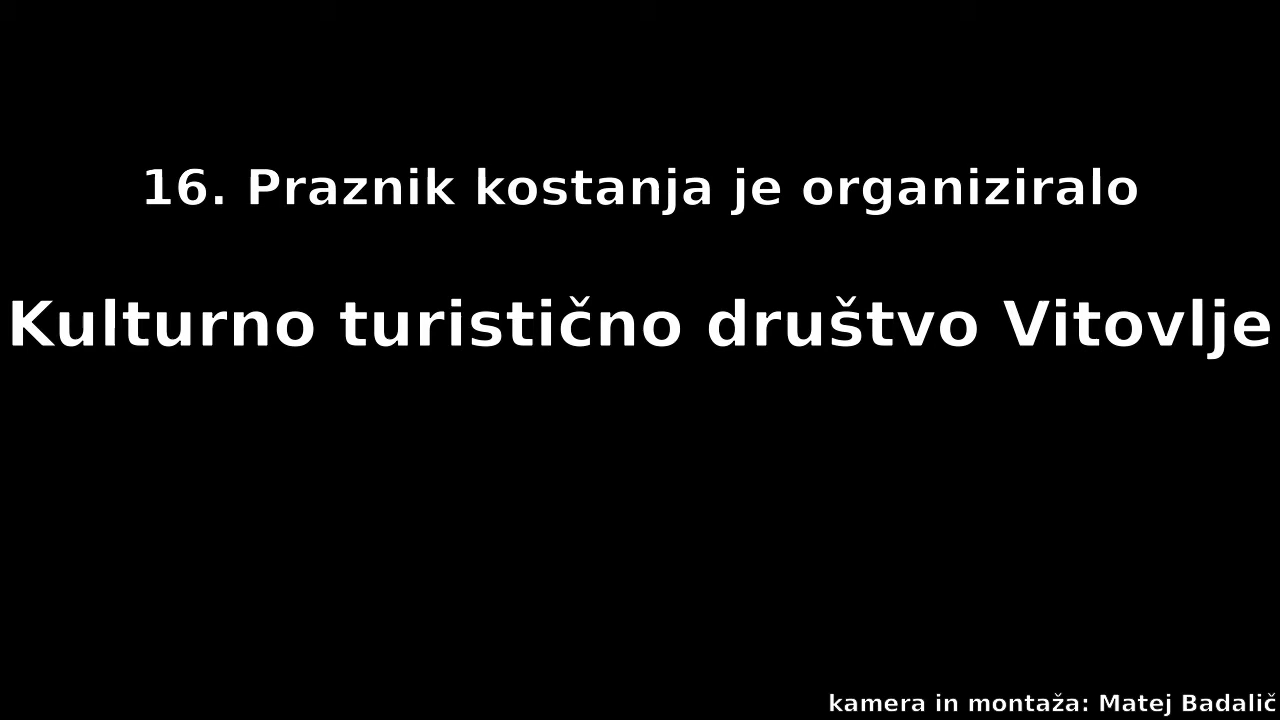 16. Praznik kostanja je organiziralo
Kulturno turistično društvo Vitovlje
kamera in montaža: Matej Badalič